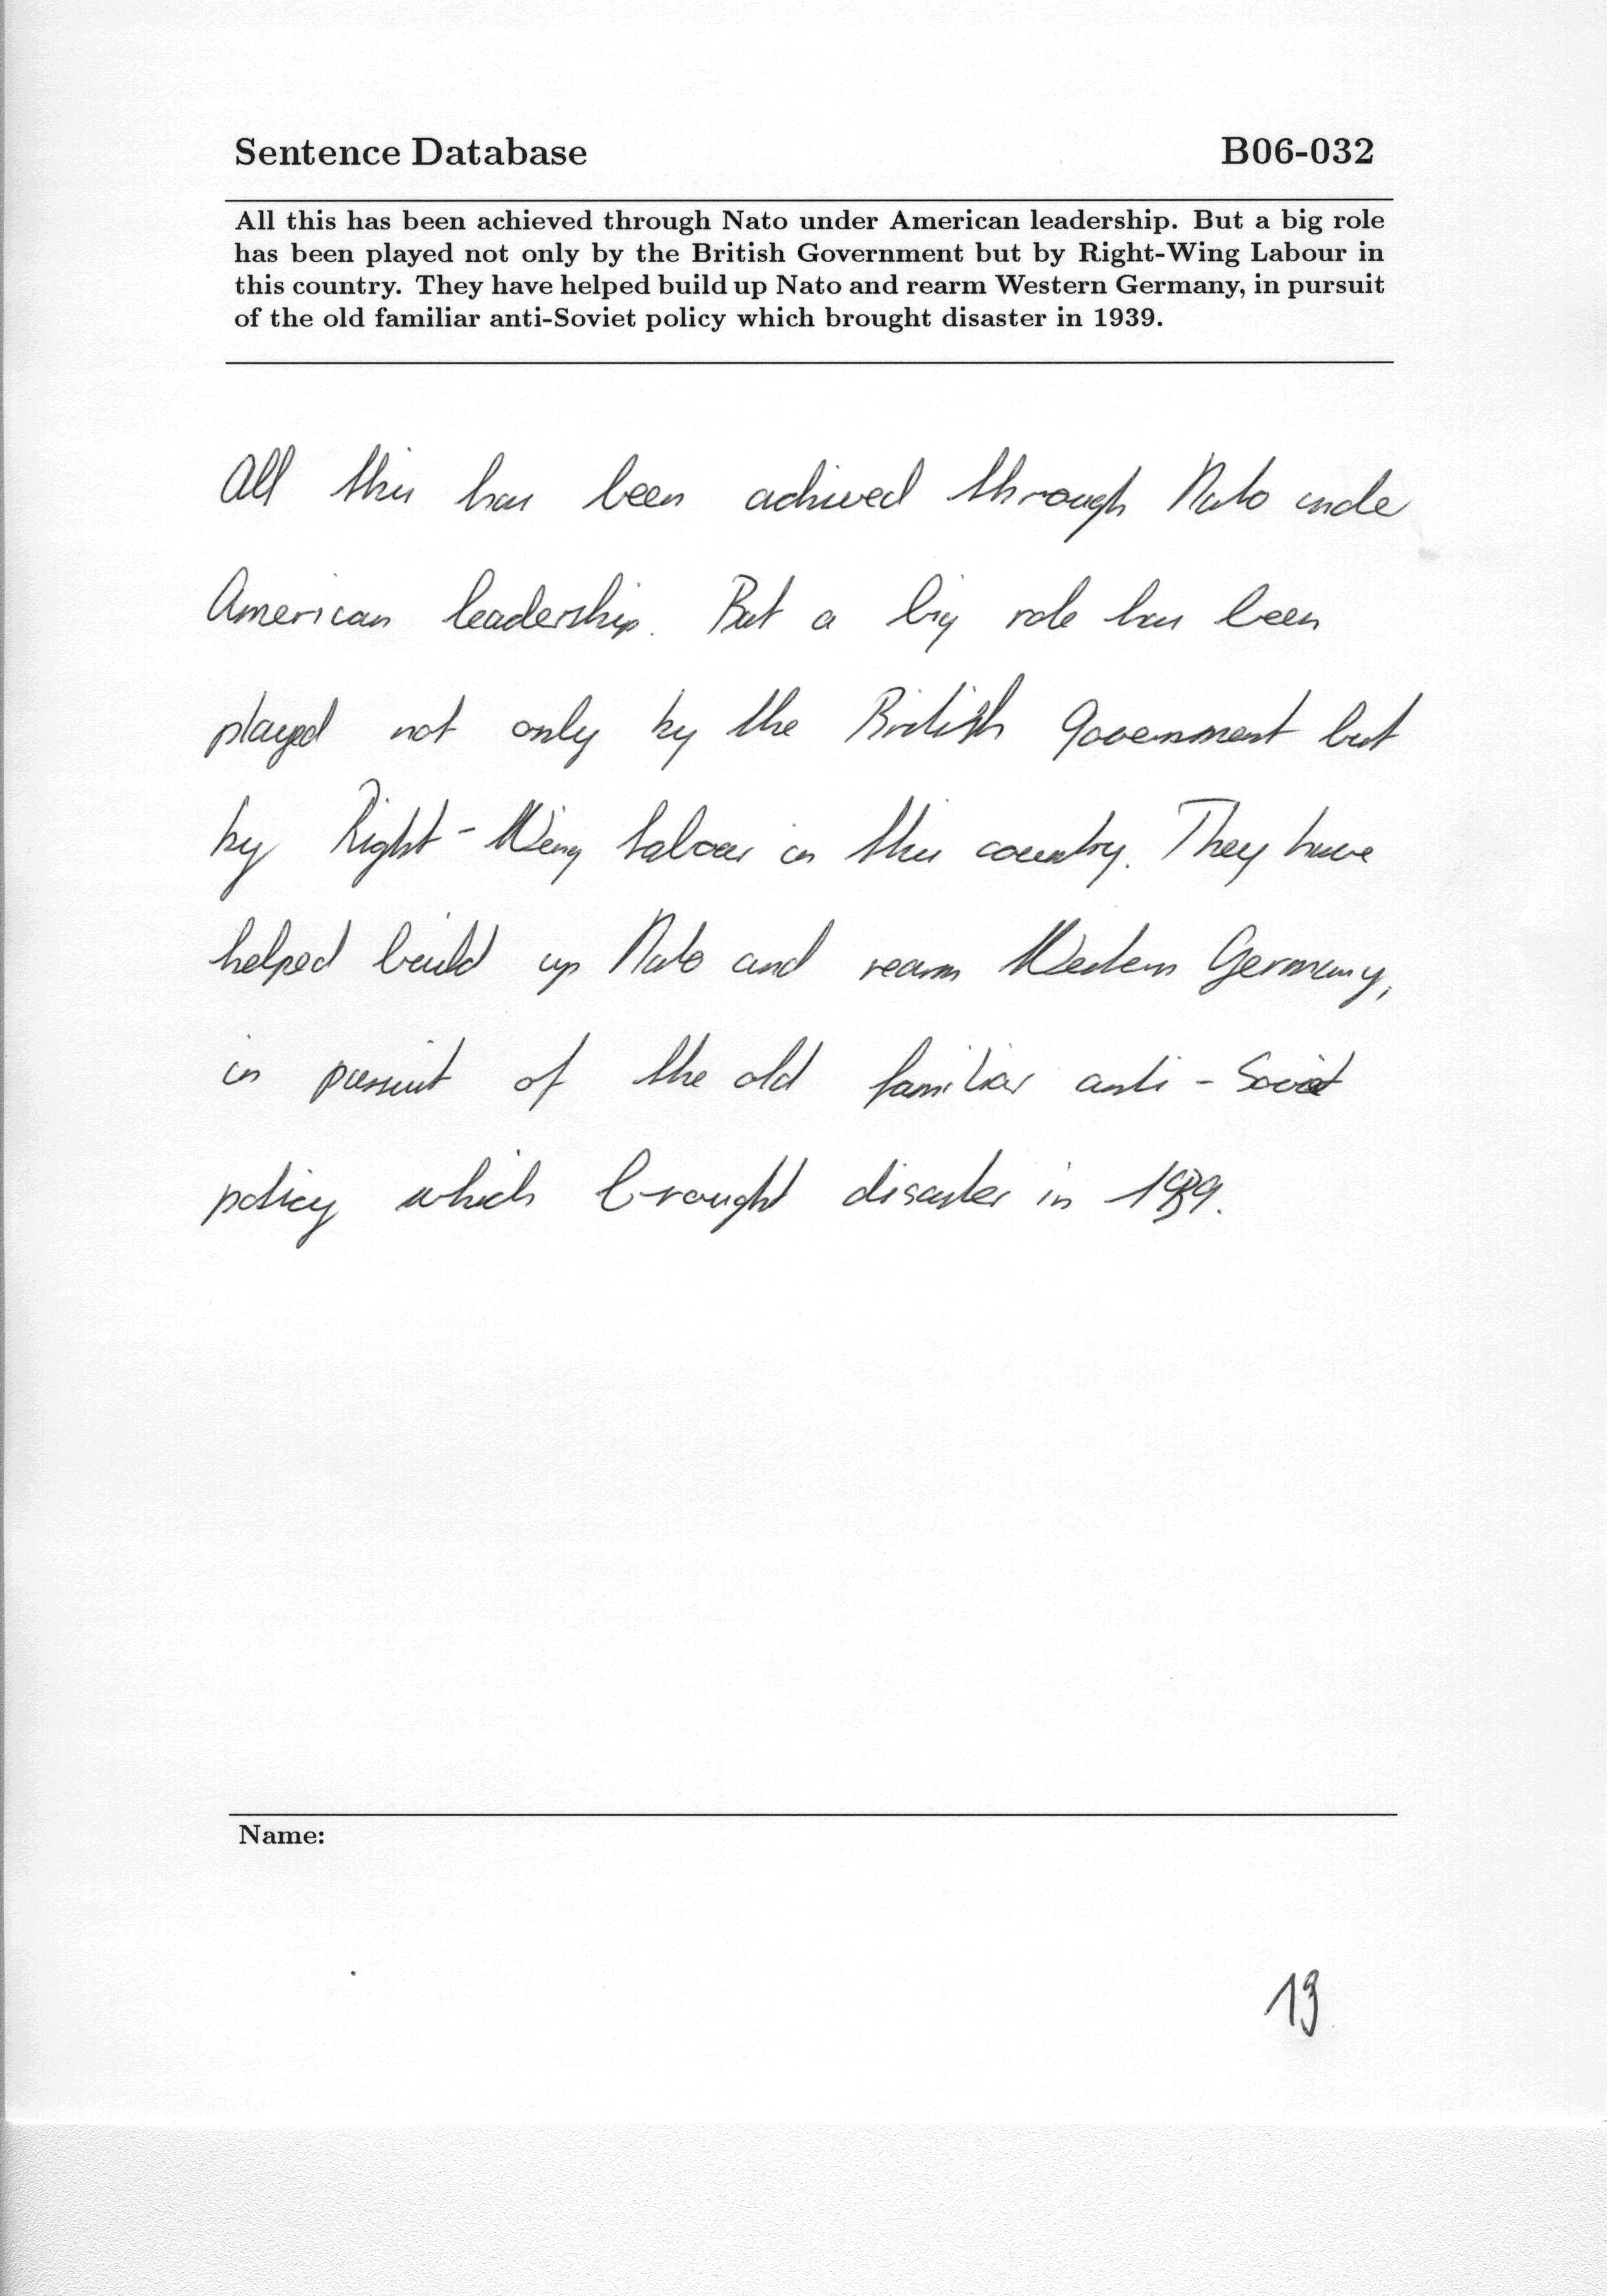 Sentence Database B06-032
All this has been achieved through Nato under American leadership. But a big role
has been played not only by the British Government but by Right-Wing Labour in
this country. They have helped build up Nato and rearm Western Germany, in pursuit
of the old familiar anti-Soviet policy which brought disaster in 1939.
All this has been achived through Nato unde
American leadership. But a big role has been
played not only by the British Government but
by Right-Wing Labour in this country. They have
helped build up Nato and rearm Western Germany,
in pursuit of the old familiar anti-Soviet
policy which brought disaster in 1939.
Name:
13